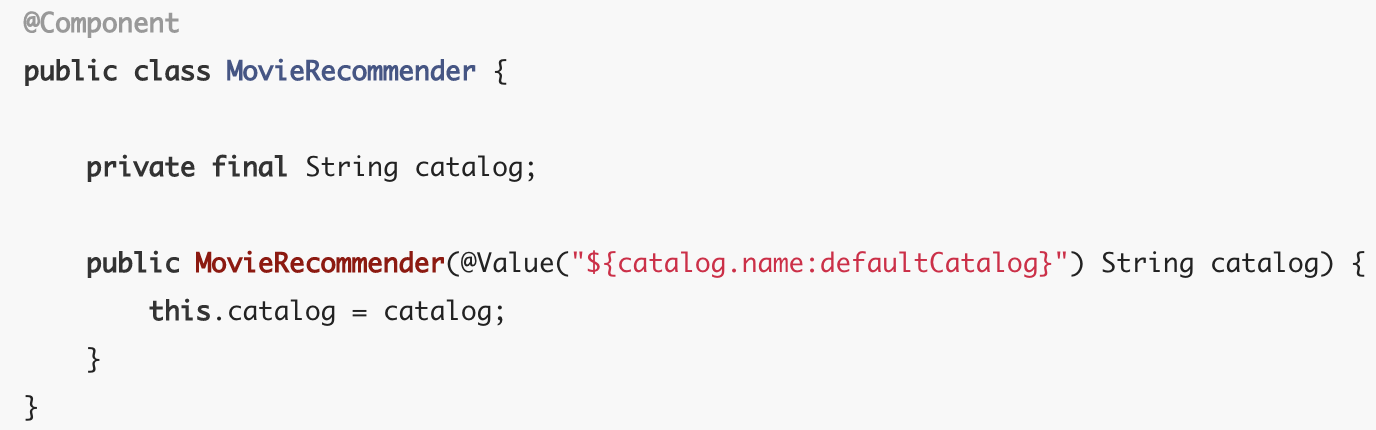 @Component
public class MovieRecommender {
    private final String catalog;
    public MovieRecommender(@Value("${catalog.name:defaultCatalog}") String catalog) {
        this.catalog = catalog;
    }
}